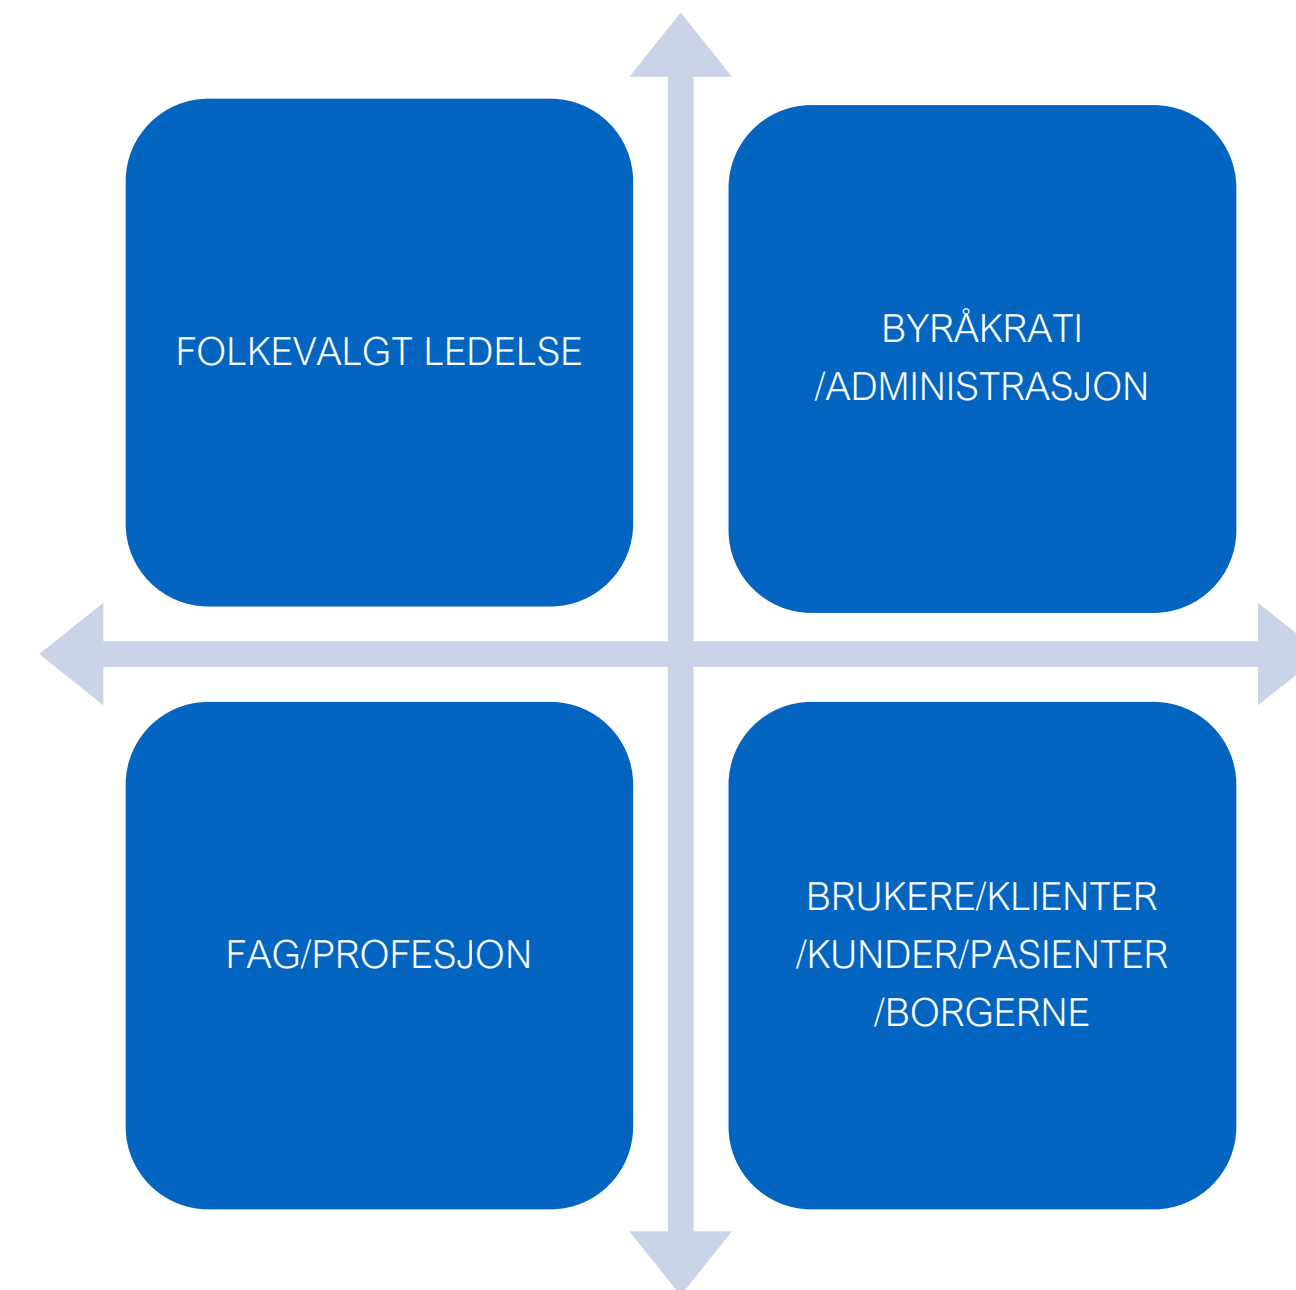 FOLKEVALGT LEDELSE
BYRÅKRATI
/ADMINISTRASJON
FAG/PROFESJON
BRUKERE/KLIENTER
/KUNDER/PASIENTER
/BORGERNE